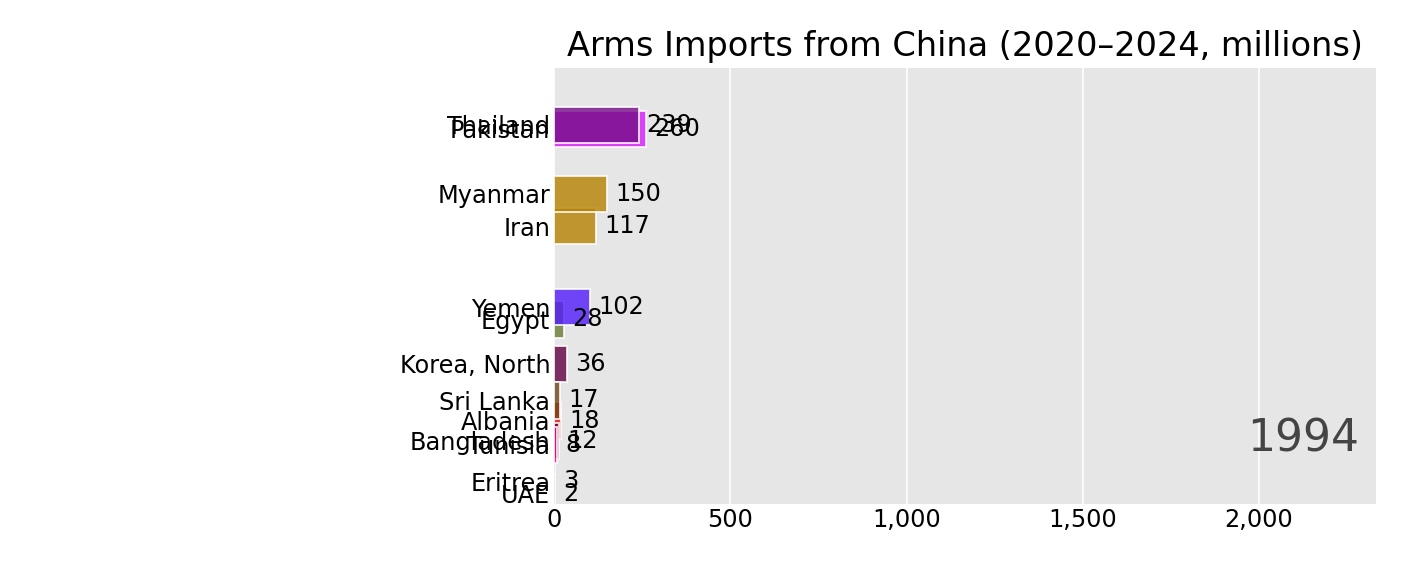 Arms Imports from China (2020–2024, millions)
Thailand 239
Pakistan 260
Myanmar 150
Iran 117
Yemen 102
Egypt 28
Korea, North 36
Sri Lanka 17
Albania 18
Bangladesh 12
Tunisia 8
1994
Eritrea 3
UAE 2
0 500 1,000 1,500 2,000